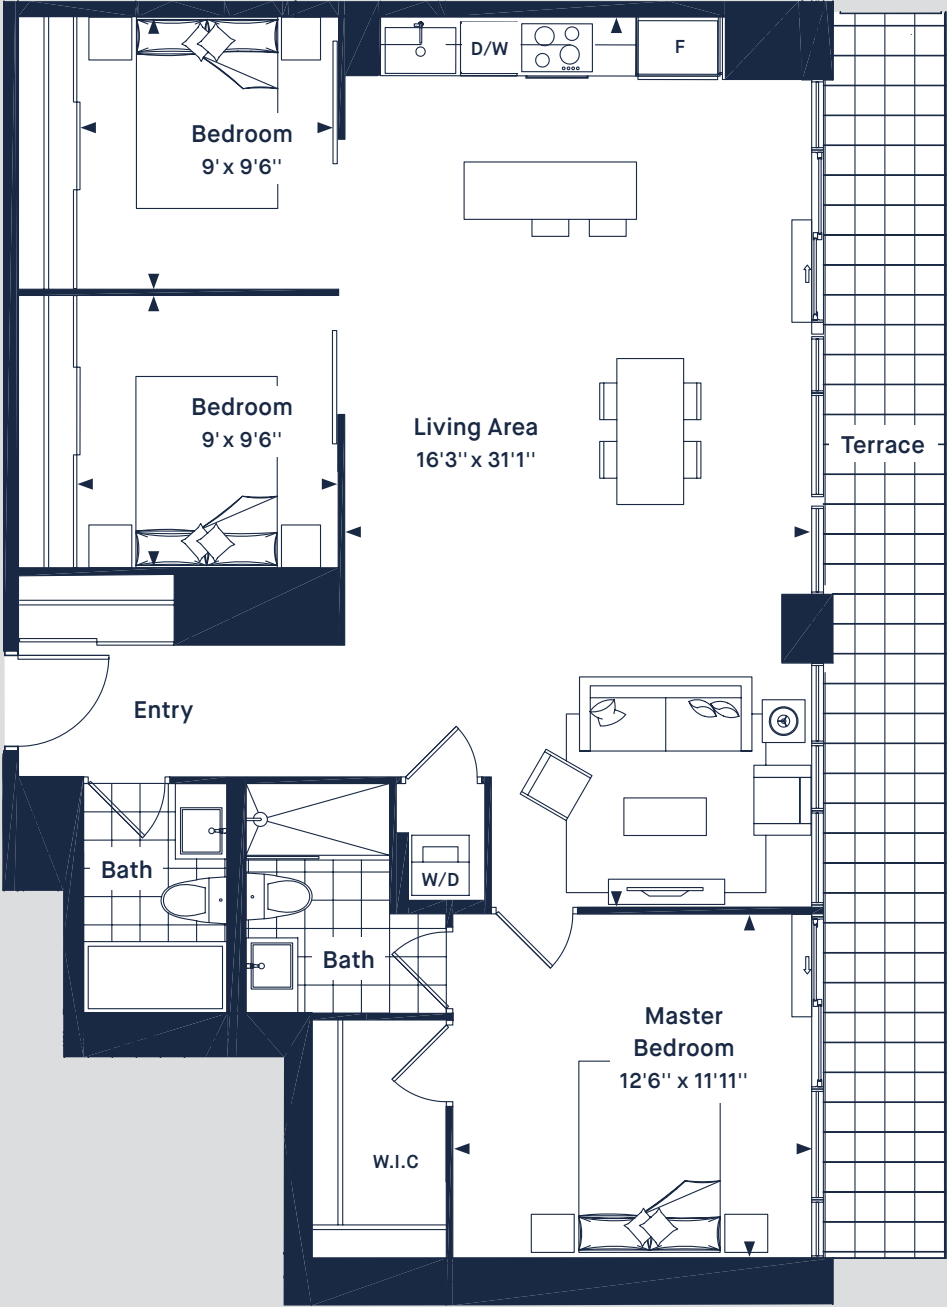 D/W
F
Bedroom
9' x 9'6''
Bedroom
9' x 9'6''
Living Area
16'3'' x 31'1''
Terrace
Entry
Bath
W/D
Bath
Master
Bedroom
12'6'' x 11'11''
W.I.C